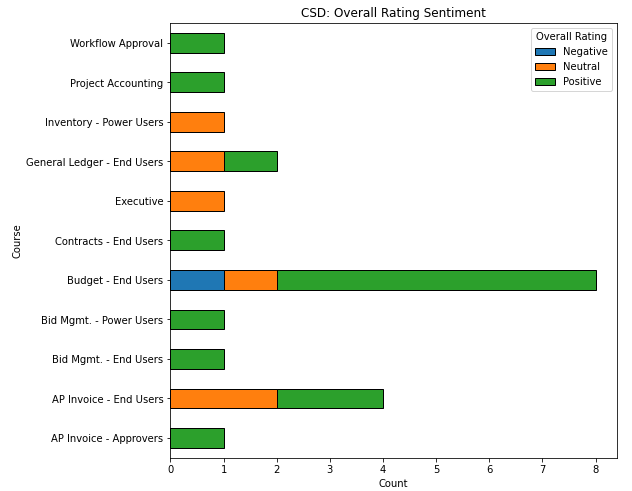 CSD: Overall Rating Sentiment
Overall Rating
Negative
Neutral
Positive
Course
Workflow Approval
Project Accounting
Inventory - Power Users
General Ledger - End Users
Executive
Contracts - End Users
Budget - End Users
Bid Mgmt. - Power Users
Bid Mgmt. - End Users
AP Invoice - End Users
AP Invoice - Approvers
0 1 2 3 4 5 6 7 8
Count